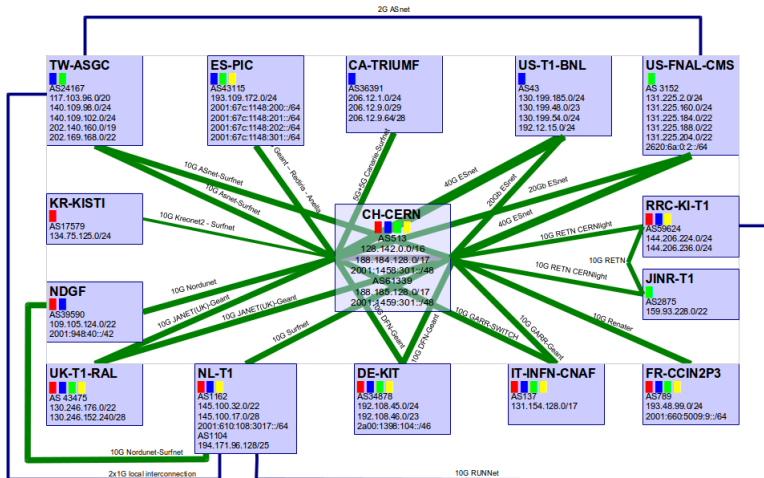 2G ASnet
TW-ASGC
AS24167
117.103.96.0/20
140.109.98.0/24
140.109.102.0/24
202.140.160.0/19
202.169.168.0/22
ES-PIC
AS43115
193.109.172.0/24
2001:67c:1148:200::/64
2001:67c:1148:201::/64
2001:67c:1148:202::/64
2001:67c:1148:301::/64
CA-TRIUMF
AS36391
206.12.1.0/24
206.12.9.0/29
206.12.9.64/28
US-T1-BNL
AS43
130.199.185.0/24
130.199.48.0/23
130.199.54.0/24
192.12.15.0/24
US-FNAL-CMS
AS 3152
131.225.2.0/24
131.225.160.0/24
131.225.184.0/22
131.225.188.0/22
131.225.204.0/22
2620:6a:0:2::/64
10G ASnet-Surfnet
10G Asnet-Surfnet
Geant – Rediris - Anella
5G+5G Canarie-Surfnet
40G ESnet
20Gb ESnet
20Gb ESnet
40G ESnet
KR-KISTI
AS17579
134.75.125.0/24
10G Kreonet2 - Surfnet
CH-CERN
AS513
128.142.0.0/16
188.184.128.0/17
2001:1458:301::/48
AS61339
188.185.128.0/17
2001:1459:301::/48
RRC-KI-T1
AS59624
144.206.224.0/24
144.206.236.0/24
10G RETN CERNlight
10G RETN
10G RETN CERNlight
JINR-T1
AS2875
159.93.228.0/22
NDGF
AS39590
109.105.124.0/22
2001:948:40::/42
10G Nordunet
10G JANET(UK)-Geant
10G JANET(UK)-Geant
10G Surfnet
10G DFN-Geant
10G DFN-Geant
10G GARR-SWITCH
10G GARR-Geant
10G Renater
UK-T1-RAL
AS 43475
130.246.176.0/22
130.246.152.240/28
NL-T1
AS1162
145.100.32.0/22
145.100.17.0/28
2001:610:108:3017::/64
AS1104
194.171.96.128/25
DE-KIT
AS34878
192.108.45.0/24
192.108.46.0/23
2a00:1398:104::/46
IT-INFN-CNAF
AS137
131.154.128.0/17
FR-CCIN2P3
AS789
193.48.99.0/24
2001:660:5009:9::/64
10G Nordunet-Surfnet
2x1G local interconnection
10G RUNNet